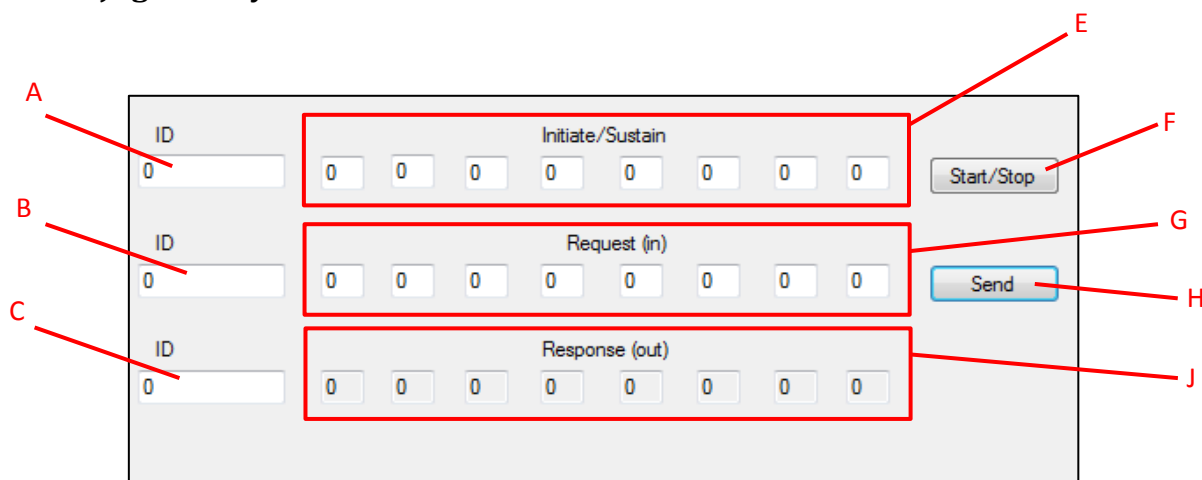 E
A
F
ID Initiate/Sustain
0 0 0 0 0 0 0 0 0 Start/Stop
B
G
ID Request (in)
0 0 0 0 0 0 0 0 0 Send
H
C
ID Response (out)
0 0 0 0 0 0 0 0 0
J